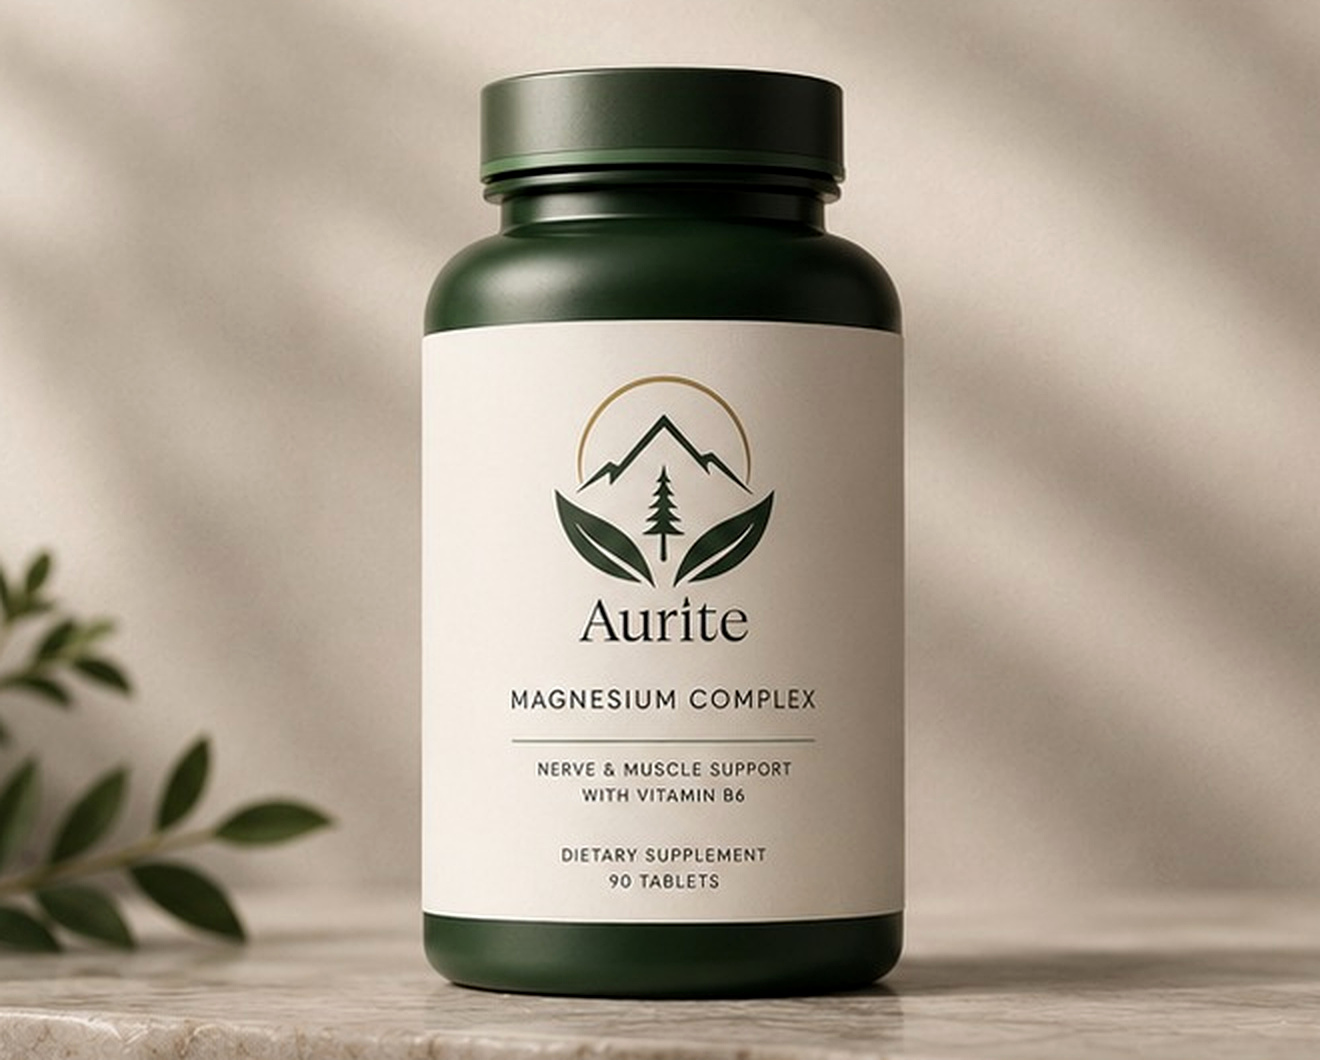 Aurite
MAGNESIUM COMPLEX
NERVE & MUSCLE SUPPORT
WITH VITAMIN B6
DIETARY SUPPLEMENT
90 TABLETS